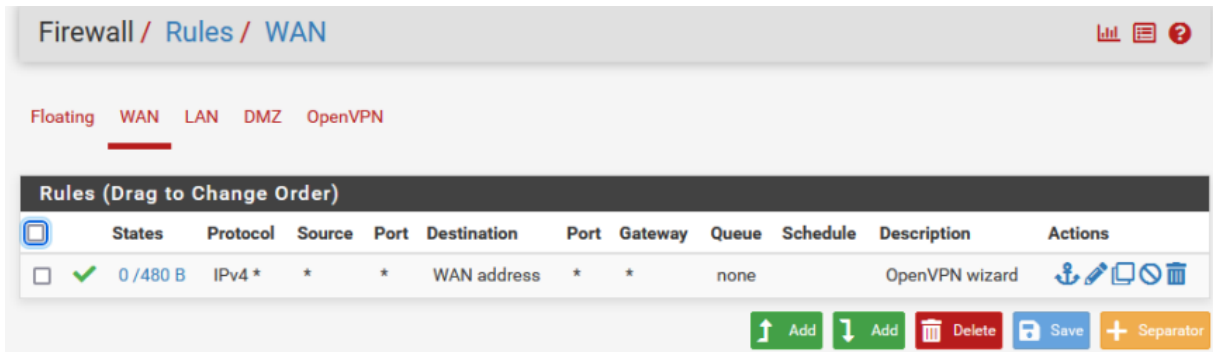 Firewall / Rules / WAN
Floating WAN LAN DMZ OpenVPN
Rules (Drag to Change Order)
States Protocol Source Port Destination Port Gateway Queue Schedule Description Actions
0 /480 B IPv4 * * * WAN address * * none OpenVPN wizard
Add Add Delete Save Separator